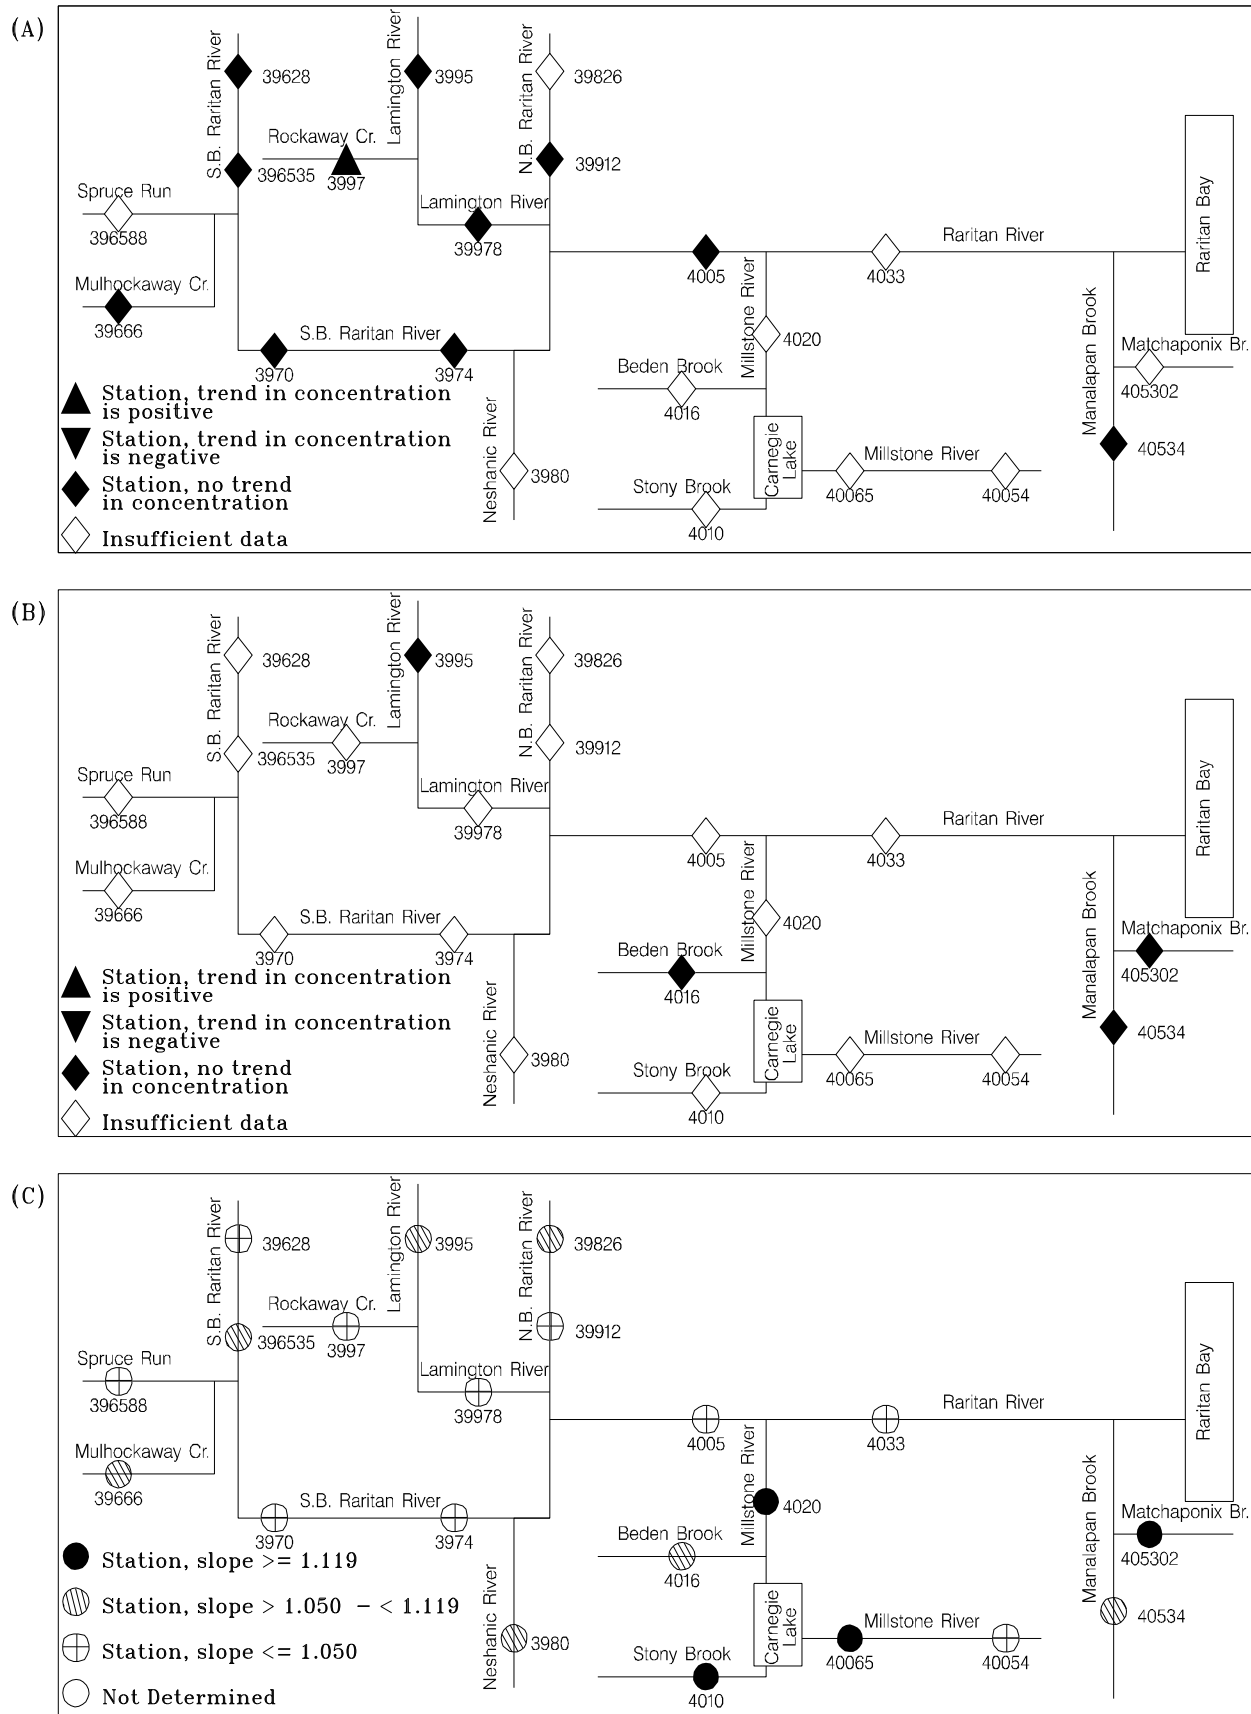 (A)
S.B. Raritan River
39628
Lamington River
3995
N.B. Raritan River
39826
Rockaway Cr.
396535
3997
39912
Spruce Run
396588
Lamington River
39978
Raritan River
4005
4033
Raritan Bay
Mulhockaway Cr.
39666
S.B. Raritan River
3970
3974
Millstone River
4020
Manalapan Brook
Matchaponix Br.
405302
Beden Brook
4016
40534
Neshanic River
3980
Carnegie
Lake
Millstone River
40065
40054
Stony Brook
4010
Station, trend in concentration
is positive
Station, trend in concentration
is negative
Station, no trend
in concentration
Insufficient data
(B)
S.B. Raritan River
39628
Lamington River
3995
N.B. Raritan River
39826
Rockaway Cr.
396535
3997
39912
Spruce Run
396588
Lamington River
39978
Raritan River
4005
4033
Raritan Bay
Mulhockaway Cr.
39666
S.B. Raritan River
3970
3974
Millstone River
4020
Manalapan Brook
Matchaponix Br.
405302
Beden Brook
4016
40534
Neshanic River
3980
Carnegie
Lake
Millstone River
40065
40054
Stony Brook
4010
Station, trend in concentration
is positive
Station, trend in concentration
is negative
Station, no trend
in concentration
Insufficient data
(C)
S.B. Raritan River
39628
Lamington River
3995
N.B. Raritan River
39826
Rockaway Cr.
396535
3997
39912
Spruce Run
396588
Lamington River
39978
Raritan River
4005
4033
Raritan Bay
Mulhockaway Cr.
39666
S.B. Raritan River
3970
3974
Millstone River
4020
Manalapan Brook
Matchaponix Br.
405302
Beden Brook
4016
40534
Neshanic River
3980
Carnegie
Lake
Millstone River
40065
40054
Stony Brook
4010
Station, slope >= 1.119
Station, slope > 1.050 - < 1.119
Station, slope <= 1.050
Not Determined